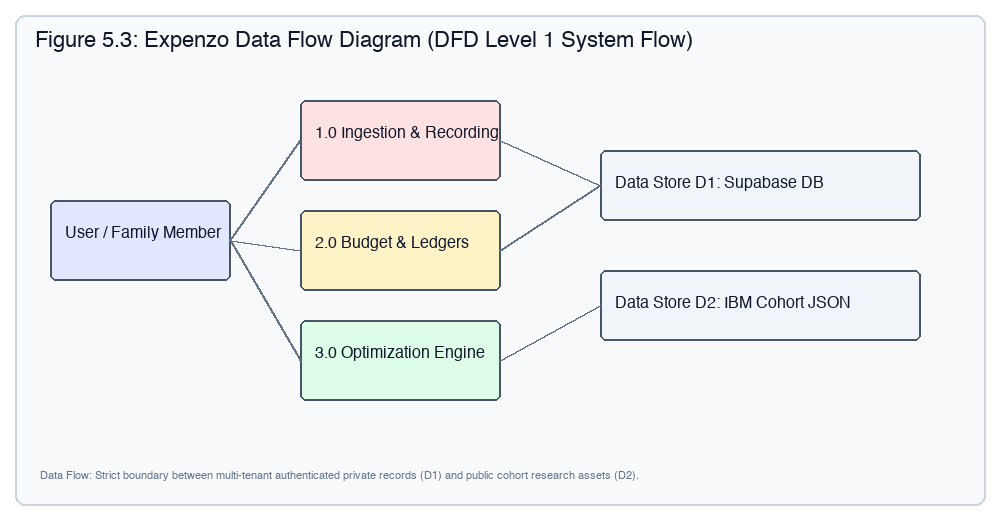 Figure 5.3: Expenzo Data Flow Diagram (DFD Level 1 System Flow)
User / Family Member
1.0 Ingestion & Recording
2.0 Budget & Ledgers
3.0 Optimization Engine
Data Store D1: Supabase DB
Data Store D2: IBM Cohort JSON
Data Flow: Strict boundary between multi-tenant authenticated private records (D1) and public cohort research assets (D2).